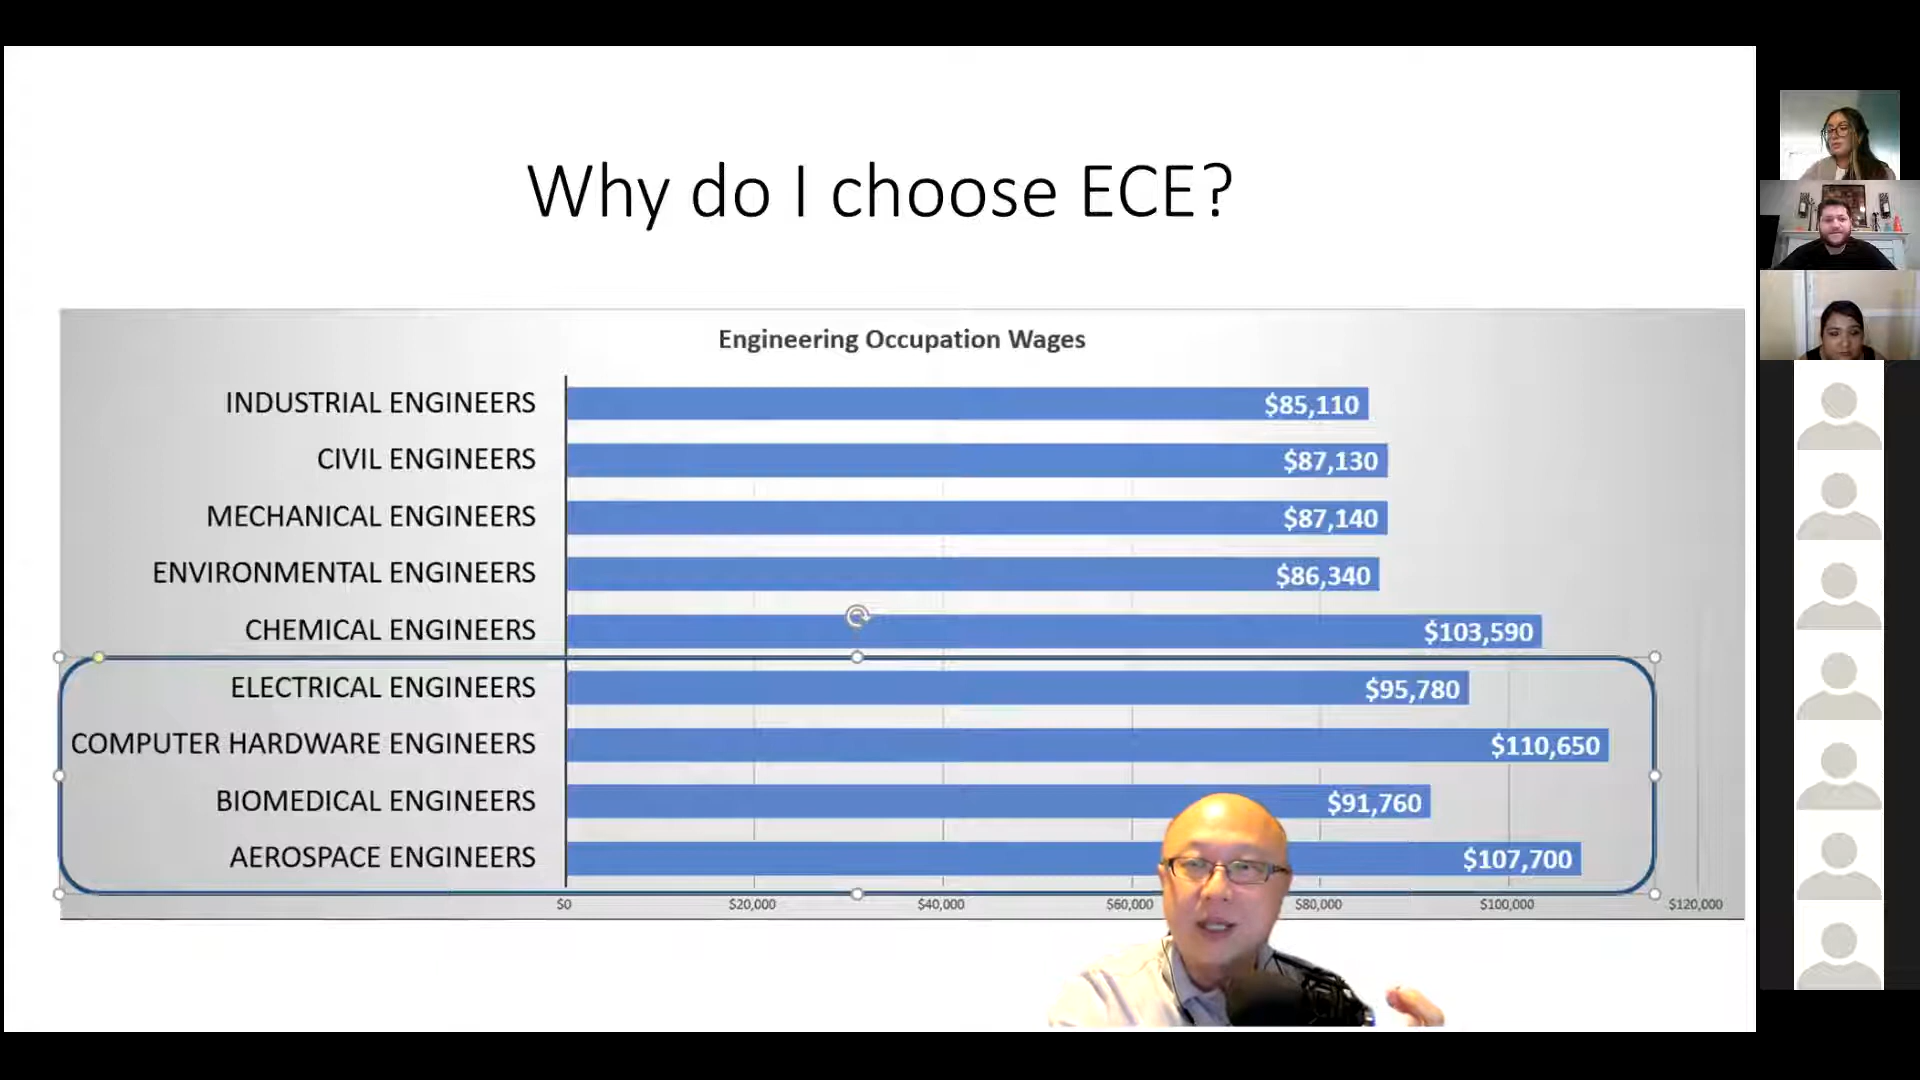 Why do I choose ECE?
Engineering Occupation Wages
INDUSTRIAL ENGINEERS $85,110
CIVIL ENGINEERS $87,130
MECHANICAL ENGINEERS $87,140
ENVIRONMENTAL ENGINEERS $86,340
CHEMICAL ENGINEERS $103,590
ELECTRICAL ENGINEERS $95,780
COMPUTER HARDWARE ENGINEERS $110,650
BIOMEDICAL ENGINEERS $91,760
AEROSPACE ENGINEERS $107,700
$0 $20,000 $40,000 $60,000 $80,000 $100,000 $120,000